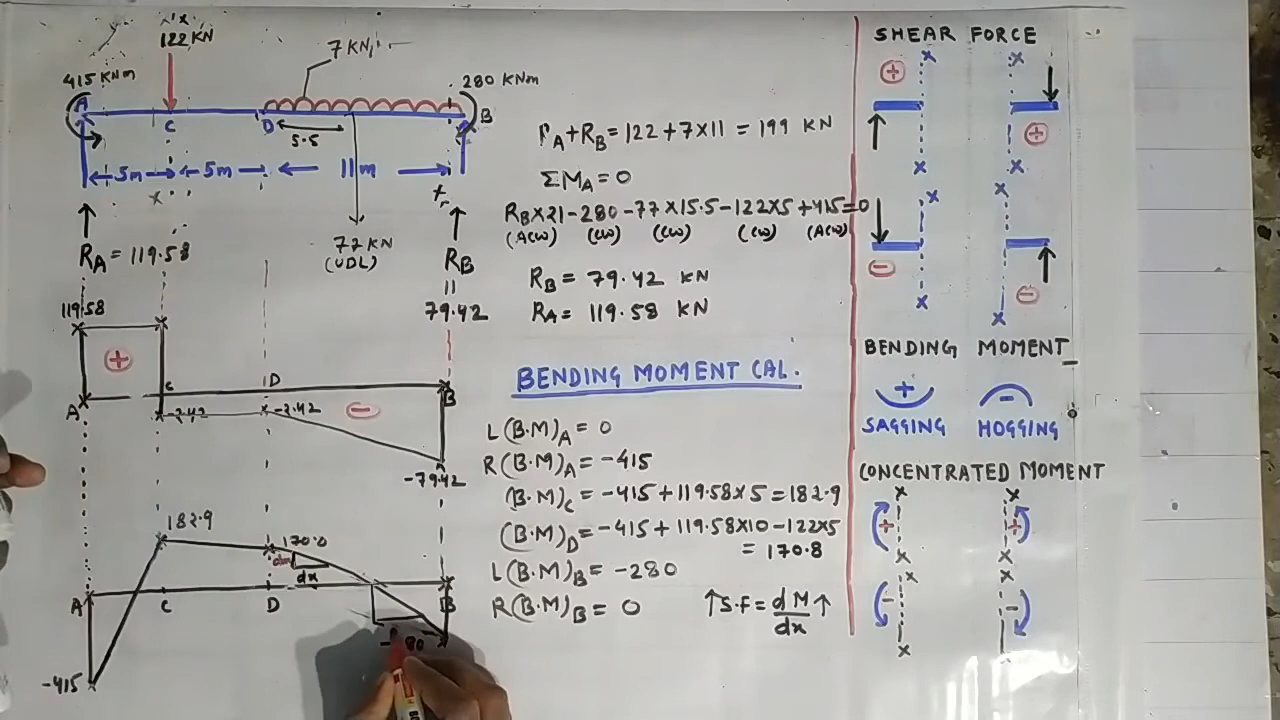 122 KN
7 KN/
415 KNm
280 KNm
A
C
D
B
5.5
5m
5m
11m
77 KN
(UDL)
RA = 119.58
RB
=
79.42
119.58
+
A
C
D
B
-2.42
-2.42
-
-79.42
182.9
170.8
dm
dx
A
C
D
B
-415
80
RA+RB = 122 + 7×11 = 199 KN
ΣMA = 0
RB×21 - 280 - 77×15.5 - 122×5 + 415 = 0
(ACW) (CW) (CW) (CW) (ACW)
RB = 79.42 KN
RA = 119.58 KN
BENDING MOMENT CAL.
L(B.M)A = 0
R(B.M)A = -415
(B.M)C = -415 + 119.58×5 = 182.9
(B.M)D = -415 + 119.58×10 - 122×5
= 170.8
L(B.M)B = -280
R(B.M)B = 0
↑S.F = dM/dx ↑
SHEAR FORCE
+
+
-
-
BENDING MOMENT
+ -
SAGGING HOGGING
CONCENTRATED MOMENT
+ +
- -